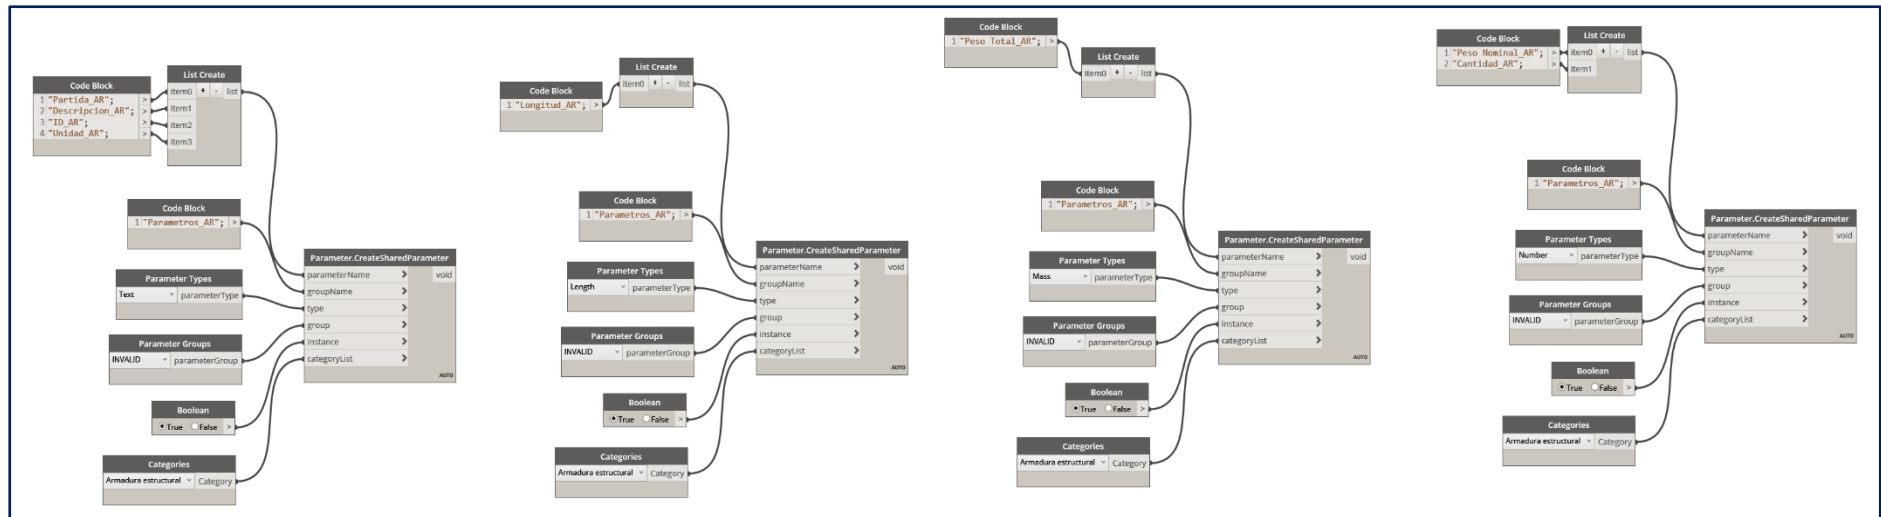 Code Block
1 "Partida_AR"; >
2 "Descripcion_AR"; >
3 "ID_AR"; >
4 "Unidad_AR"; >
List Create
item0 + - list
item1
item2
item3
Code Block
1 "Parametros_AR"; >
Parameter Types
Text parameterType
Parameter Groups
INVALID parameterGroup
Boolean
True False >
Categories
Armadura estructural Category
Parameter.CreateSharedParameter
parameterName > void
groupName >
type >
group >
instance >
categoryList >
AUTO
Code Block
1 "Longitud_AR"; >
List Create
item0 + - list
Code Block
1 "Parametros_AR"; >
Parameter Types
Length parameterType
Parameter Groups
INVALID parameterGroup
Boolean
True False >
Categories
Armadura estructural Category
Parameter.CreateSharedParameter
parameterName > void
groupName >
type >
group >
instance >
categoryList >
AUTO
Code Block
1 "Peso Total_AR"; >
List Create
item0 + - list
Code Block
1 "Parametros_AR"; >
Parameter Types
Mass parameterType
Parameter Groups
INVALID parameterGroup
Boolean
True False >
Categories
Armadura estructural Category
Parameter.CreateSharedParameter
parameterName > void
groupName >
type >
group >
instance >
categoryList >
AUTO
Code Block
1 "Peso Nominal_AR"; >
2 "Cantidad_AR"; >
List Create
item0 + - list
item1
Code Block
1 "Parametros_AR"; >
Parameter Types
Number parameterType
Parameter Groups
INVALID parameterGroup
Boolean
True False >
Categories
Armadura estructural Category
Parameter.CreateSharedParameter
parameterName > void
groupName >
type >
group >
instance >
categoryList >
AUTO